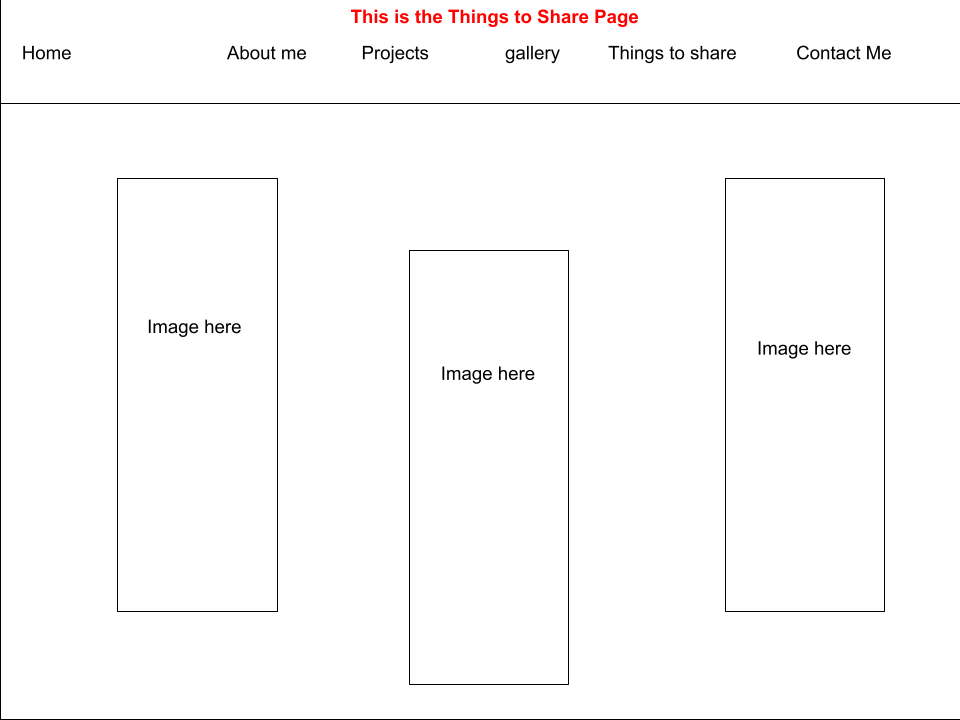 This is the Things to Share Page
Home About me Projects gallery Things to share Contact Me
Image here
Image here
Image here